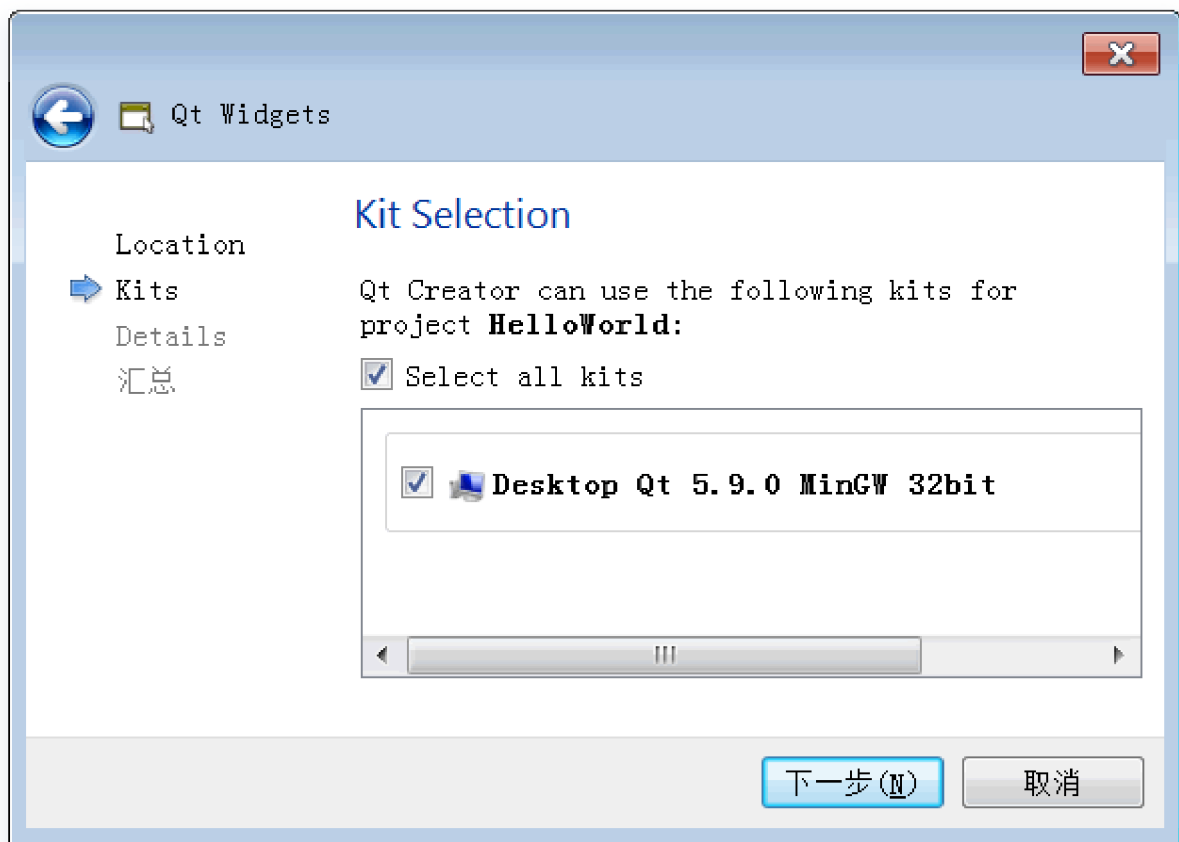 Qt Widgets
Location
Kits
Details
汇总
Kit Selection
Qt Creator can use the following kits for
project HelloWorld:
Select all kits
Desktop Qt 5.9.0 MinGW 32bit
下一步(N)
取消